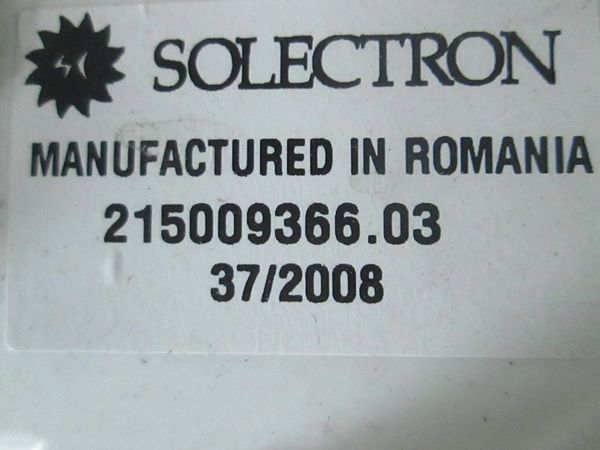 SOLECTRON
MANUFACTURED IN ROMANIA
215009366.03
37/2008